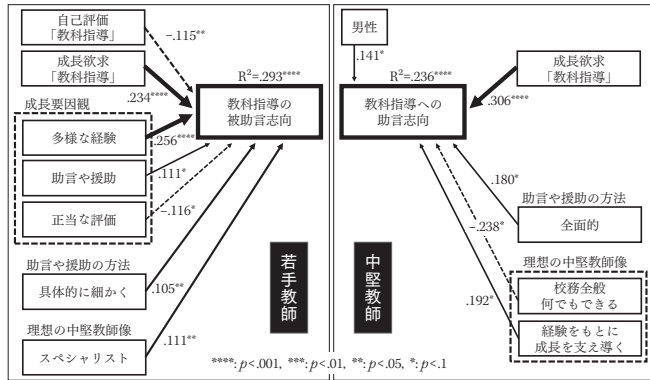 自己評価
「教科指導」
−.115**
成長欲求
「教科指導」
.234****
R²=.293****
教科指導の
被助言志向
成長要因観
多様な経験
.256****
助言や援助
.111*
正当な評価
−.116*
助言や援助の方法
具体的に細かく
.105**
理想の中堅教師像
スペシャリスト
.111**
若手教師
男性
.141*
R²=.236****
教科指導への
助言志向
成長欲求
「教科指導」
.306****
.180*
助言や援助の方法
全面的
−.238*
理想の中堅教師像
校務全般
何でもできる
.192*
経験をもとに
成長を支え導く
中堅教師
****: p<.001, ***: p<.01, **: p<.05, *: p<.1